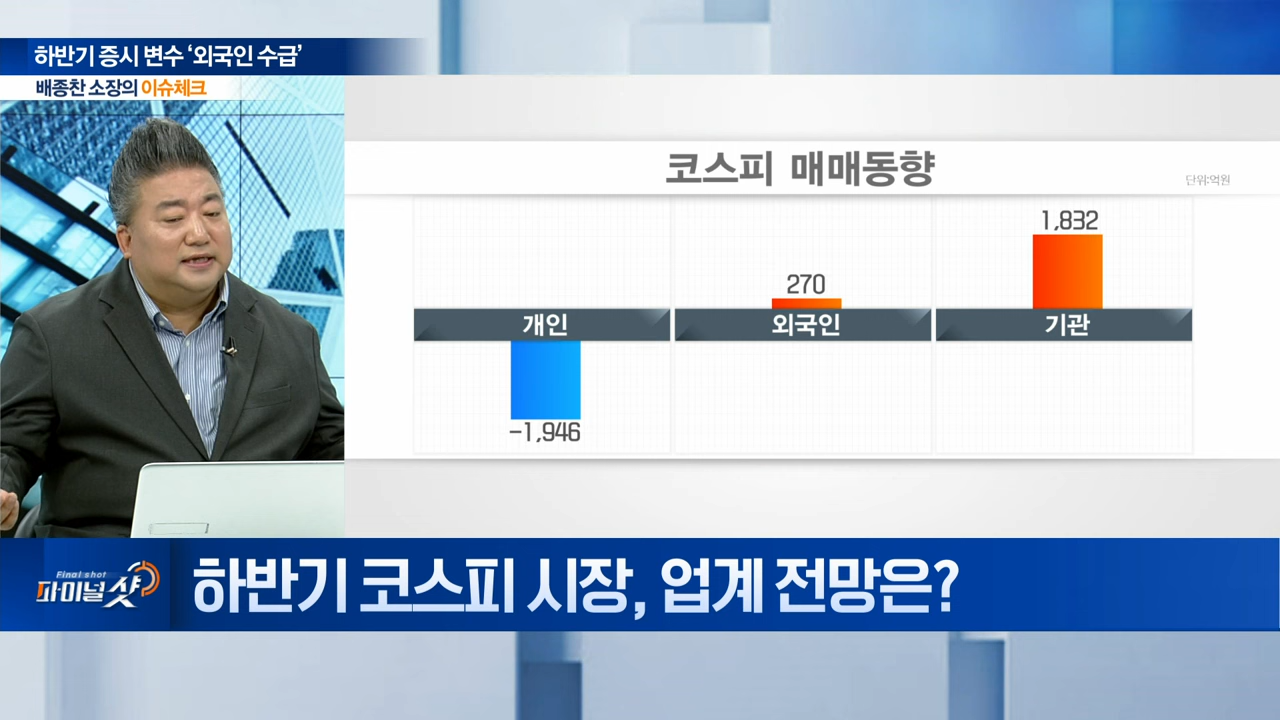 하반기 증시 변수 ‘외국인 수급’
배종찬 소장의 이슈체크
코스피 매매동향
단위:억원
1,832
270
개인
외국인
기관
-1,946
Final shot
파이널 샷
하반기 코스피 시장, 업계 전망은?